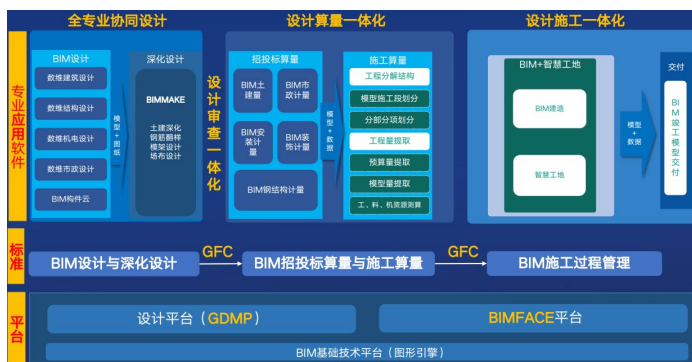 全专业协同设计
设计算量一体化
设计施工一体化
专业应用软件
BIM设计
数维建筑设计
数维结构设计
数维机电设计
数维市政设计
BIM构件云
模型+图纸
深化设计
BIMMAKE
土建深化
钢筋翻样
模架设计
场布设计
设计审查一体化
招投标算量
BIM土建量
BIM市政计量
BIM安装计量
BIM装饰计量
BIM钢结构计量
模型+数据
施工算量
工程分解结构
模型施工段划分
分部分项划分
工程量提取
预算量提取
模型量提取
工、料、机资源测算
BIM+智慧工地
BIM建造
智慧工地
模型+数据
交付
BIM竣工模型交付
标准
BIM设计与深化设计
GFC
BIM招投标算量与施工算量
GFC
BIM施工过程管理
平台
设计平台（GDMP）
BIMFACE平台
BIM基础技术平台（图形引擎）